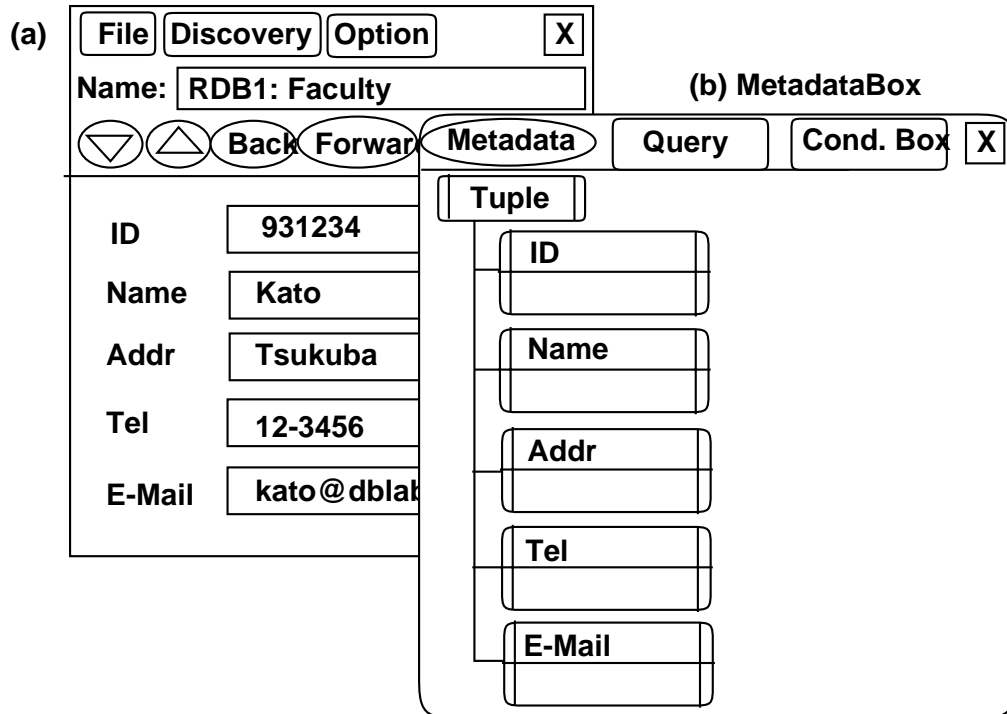 (a)
File Discovery Option X
Name: RDB1: Faculty
Back Forward
ID 931234
Name Kato
Addr Tsukuba
Tel 12-3456
E-Mail kato@dblab
(b) MetadataBox
Metadata Query Cond. Box X
Tuple
ID
Name
Addr
Tel
E-Mail